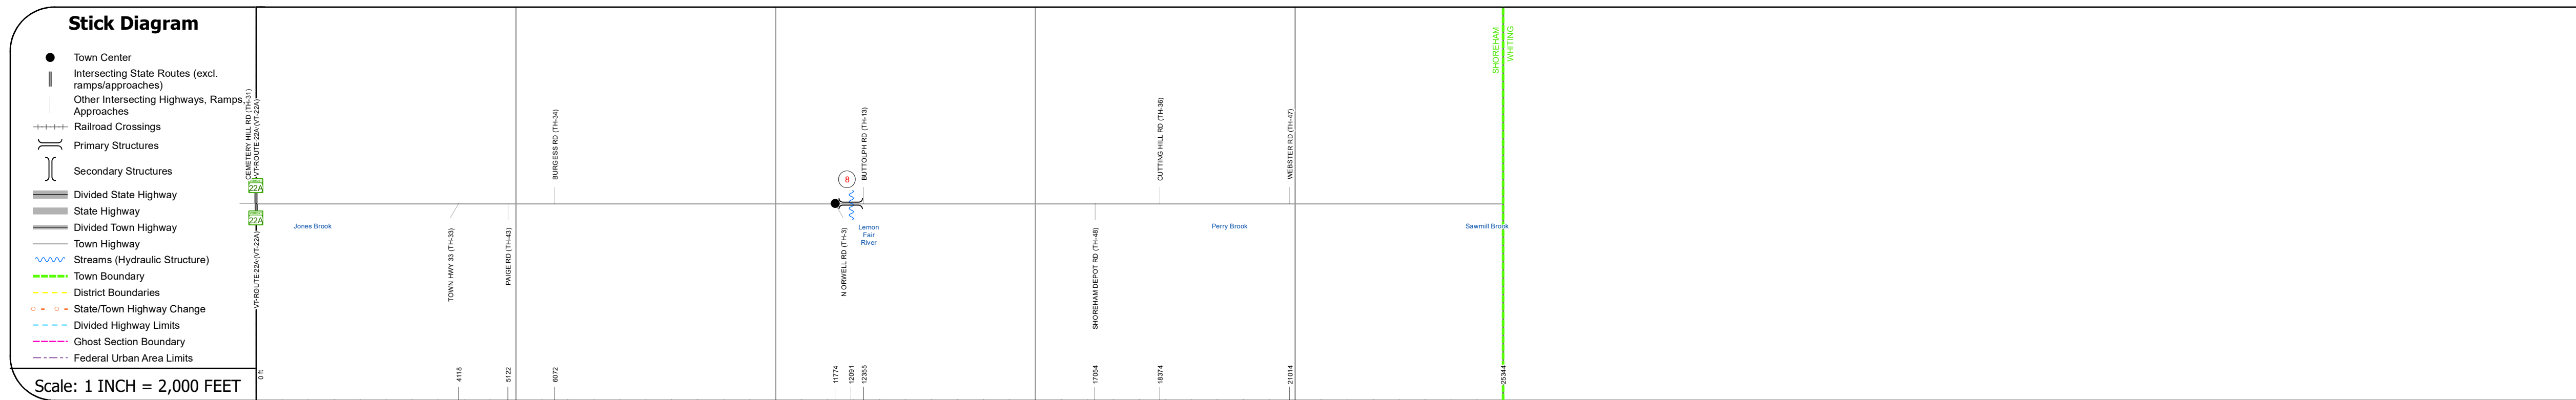 Stick Diagram
Town Center
Intersecting State Routes (excl.
ramps/approaches)
Other Intersecting Highways, Ramps,
Approaches
Railroad Crossings
Primary Structures
Secondary Structures
Divided State Highway
State Highway
Divided Town Highway
Town Highway
Streams (Hydraulic Structure)
Town Boundary
District Boundaries
State/Town Highway Change
Divided Highway Limits
Ghost Section Boundary
Federal Urban Area Limits
Scale: 1 INCH = 2,000 FEET
CEMETERY HILL RD (TH-31)
VT-ROUTE 22A (VT-22A)
22A
22A
VT-ROUTE 22A (VT-22A)
Jones Brook
TOWN HWY 33 (TH-33)
PAIGE RD (TH-43)
BURGESS RD (TH-34)
8
BUTTOLPH RD (TH-13)
N ORWELL RD (TH-3)
Lemon
Fair
River
SHOREHAM DEPOT RD (TH-48)
CUTTING HILL RD (TH-36)
Perry Brook
WEBSTER RD (TH-47)
Sawmill Brook
SHOREHAM
WHITING
0 ft
4118
5122
6072
11774
12091
12355
17054
18374
21014
25344